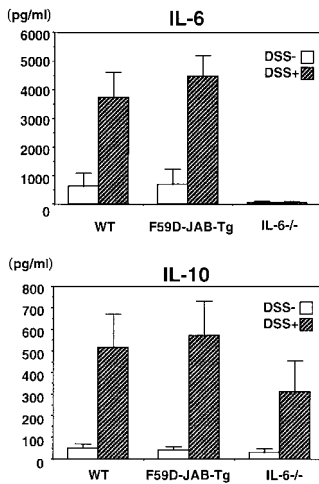 (pg/ml)
IL-6
6000
5000
4000
3000
2000
1000
0
DSS-
DSS+
WT
F59D-JAB-Tg
IL-6-/-
(pg/ml)
IL-10
800
700
600
500
400
300
200
100
0
DSS-
DSS+
WT
F59D-JAB-Tg
IL-6-/-